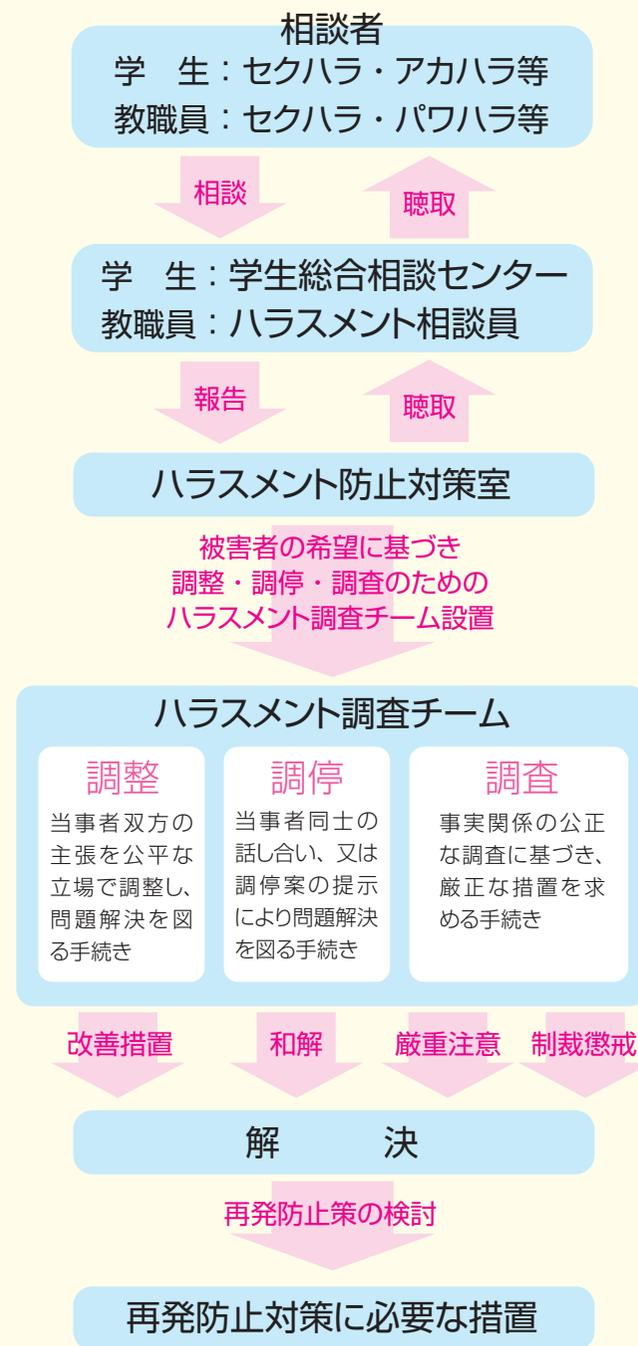 相談者
学　生：セクハラ・アカハラ等
教職員：セクハラ・パワハラ等
相談
聴取
学　生：学生総合相談センター
教職員：ハラスメント相談員
報告
聴取
ハラスメント防止対策室
被害者の希望に基づき
調整・調停・調査のための
ハラスメント調査チーム設置
ハラスメント調査チーム
調整
当事者双方の
主張を公平な
立場で調整し、
問題解決を図
る手続き
調停
当事者同士の
話し合い、又は
調停案の提示
により問題解決
を図る手続き
調査
事実関係の公正
な調査に基づき、
厳正な措置を求
める手続き
改善措置
和解
厳重注意
制裁懲戒
解　決
再発防止策の検討
再発防止対策に必要な措置